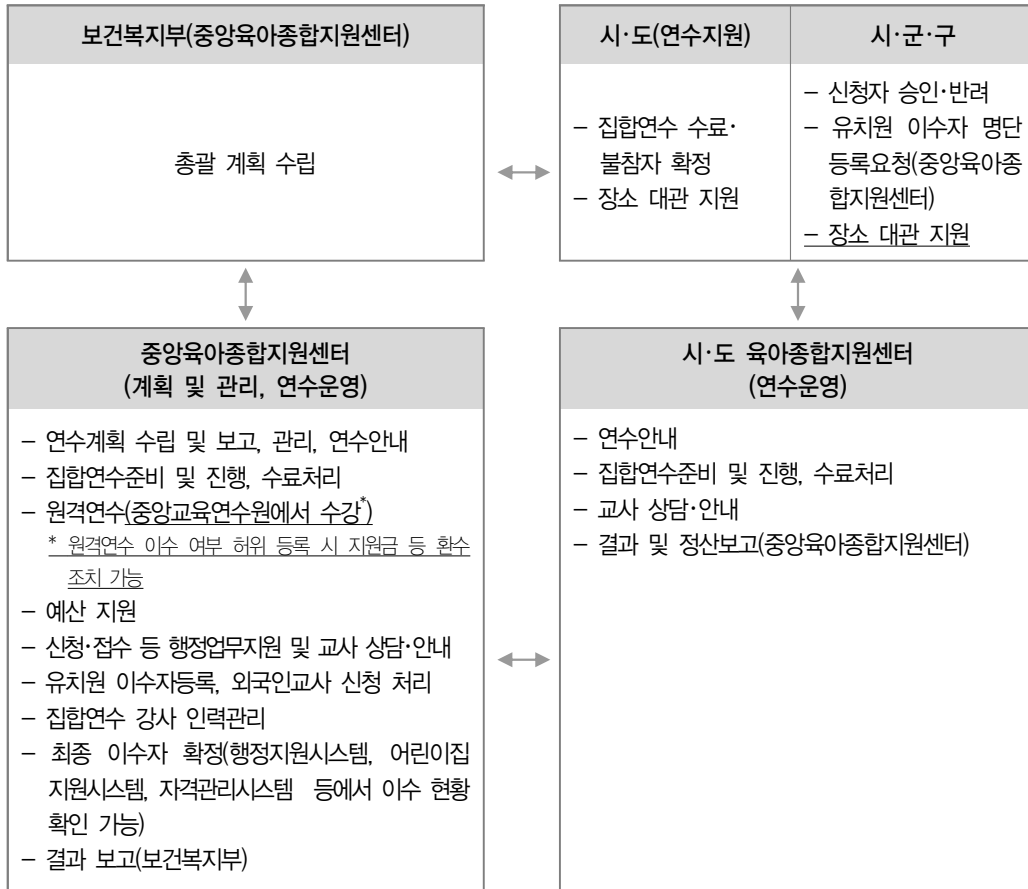 보건복지부(중앙육아종합지원센터)
총괄 계획 수립
시·도(연수지원)
– 집합연수 수료·
불참자 확정
– 장소 대관 지원
시·군·구
– 신청자 승인·반려
– 유치원 이수자 명단
등록요청(중앙육아종
합지원센터)
– 장소 대관 지원
중앙육아종합지원센터
(계획 및 관리, 연수운영)
– 연수계획 수립 및 보고, 관리, 연수안내
– 집합연수준비 및 진행, 수료처리
– 원격연수(중앙교육연수원에서 수강*)
* 원격연수 이수 여부 허위 등록 시 지원금 등 환수
조치 가능
– 예산 지원
– 신청·접수 등 행정업무지원 및 교사 상담·안내
– 유치원 이수자등록, 외국인교사 신청 처리
– 집합연수 강사 인력관리
– 최종 이수자 확정(행정지원시스템, 어린이집
지원시스템, 자격관리시스템 등에서 이수 현황
확인 가능)
– 결과 보고(보건복지부)
시·도 육아종합지원센터
(연수운영)
– 연수안내
– 집합연수준비 및 진행, 수료처리
– 교사 상담·안내
– 결과 및 정산보고(중앙육아종합지원센터)